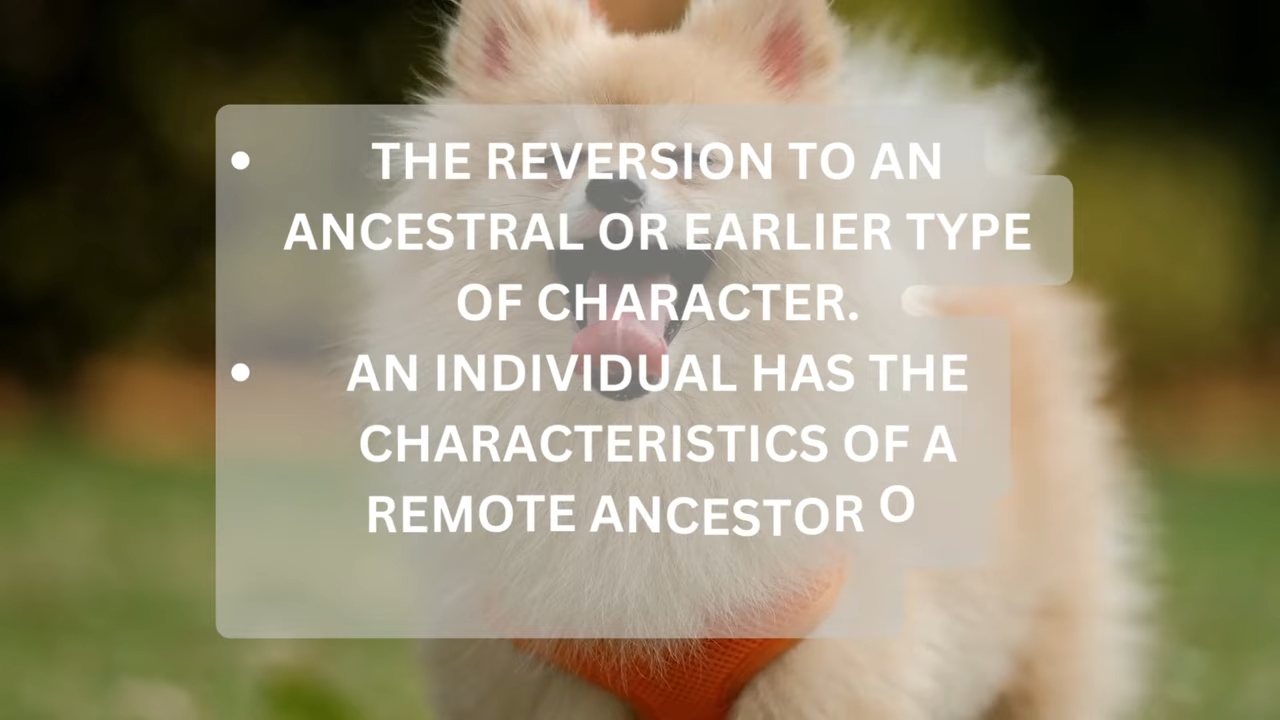 • THE REVERSION TO AN
ANCESTRAL OR EARLIER TYPE
OF CHARACTER.
• AN INDIVIDUAL HAS THE
CHARACTERISTICS OF A
REMOTE ANCESTOR O